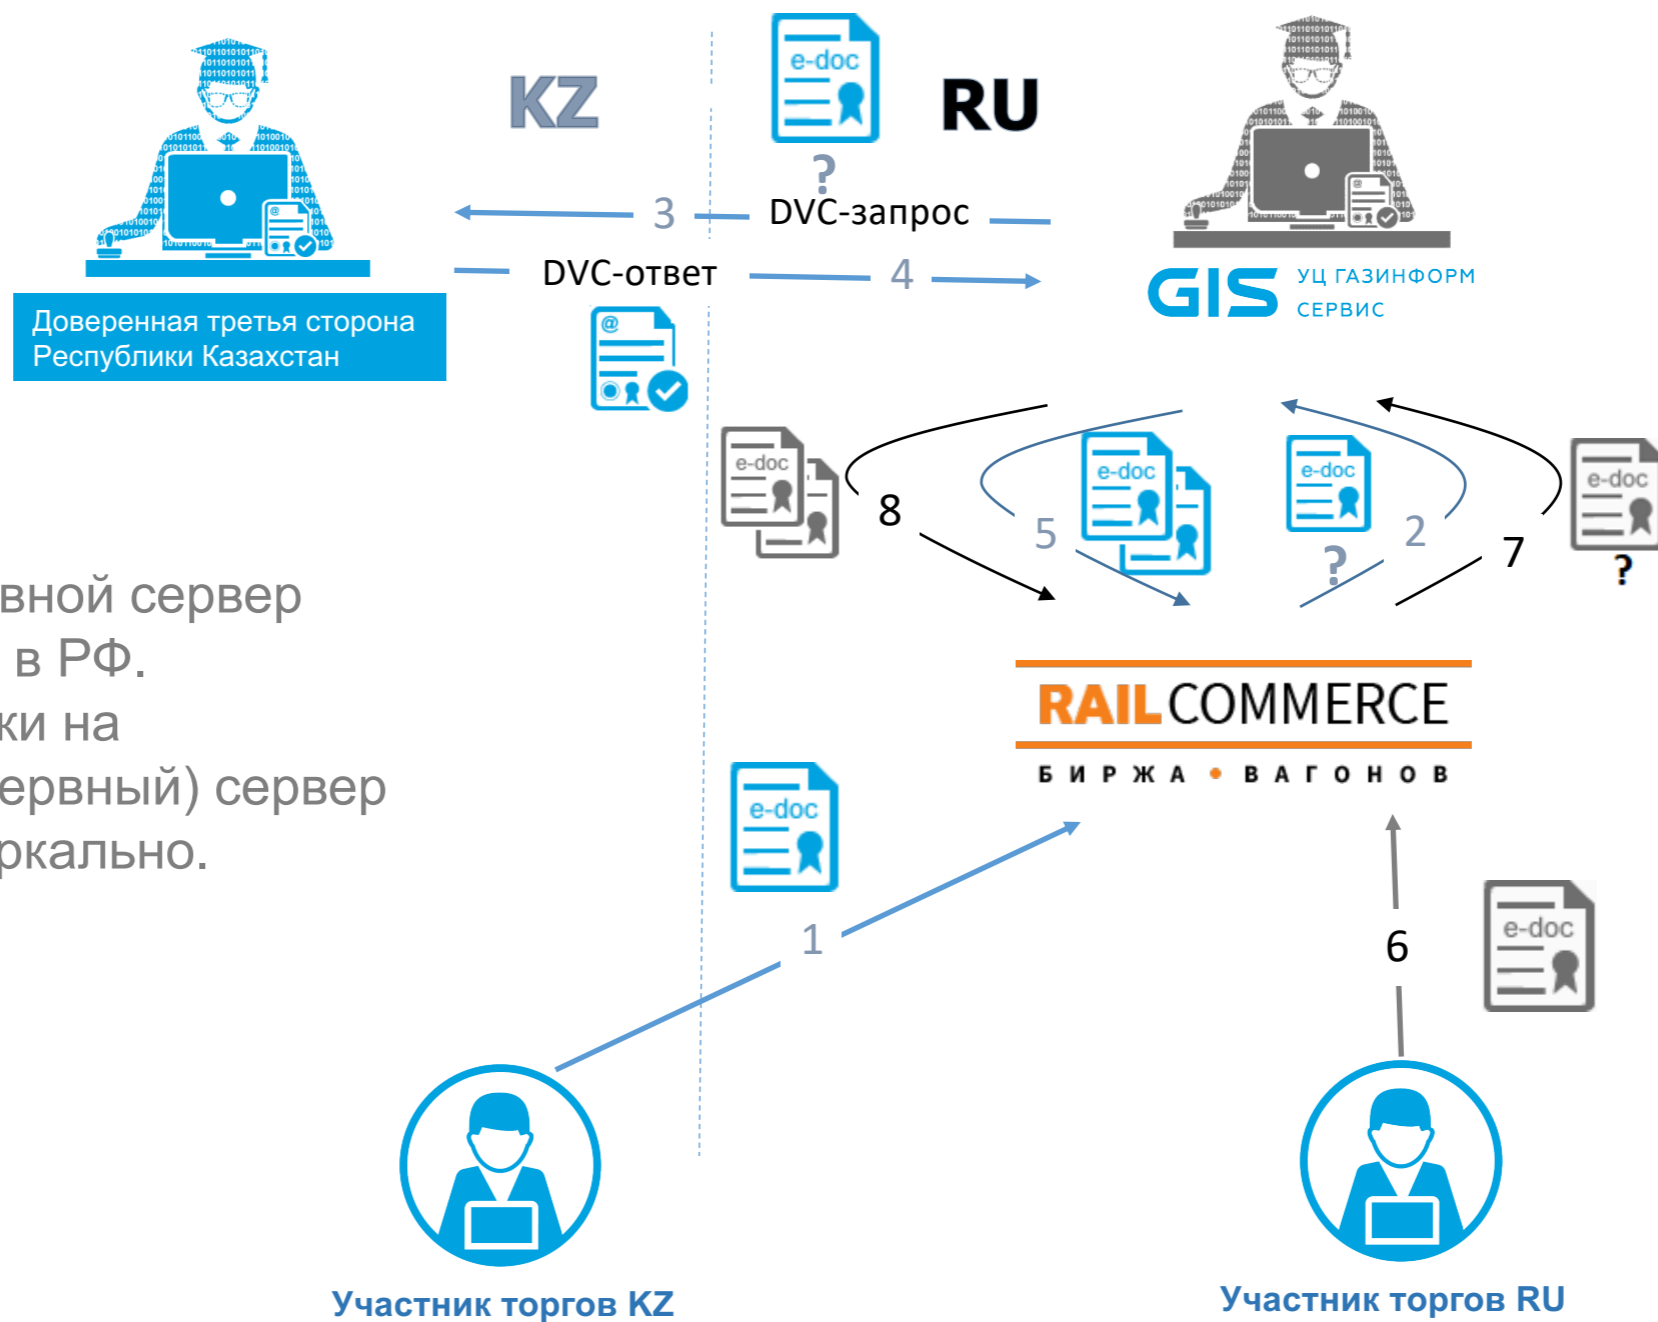 KZ
e-doc
RU
?
3
DVC-запрос
DVC-ответ
4
Доверенная третья сторона
Республики Казахстан
@
GIS
УЦ ГАЗИНФОРМ
СЕРВИС
e-doc
8
5
e-doc
e-doc
?
2
7
e-doc
?
вной сервер
в РФ.
ки на
ервный) сервер
ркально.
RAILCOMMERCE
БИРЖА • ВАГОНОВ
e-doc
1
6
e-doc
Участник торгов KZ
Участник торгов RU